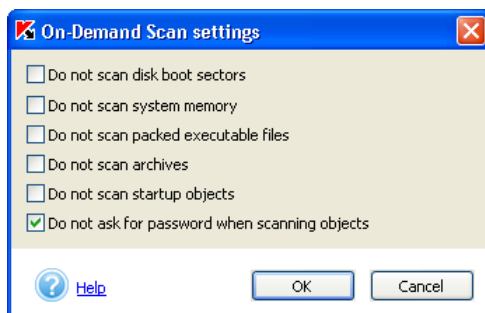 On-Demand Scan settings
Do not scan disk boot sectors
Do not scan system memory
Do not scan packed executable files
Do not scan archives
Do not scan startup objects
Do not ask for password when scanning objects
Help OK Cancel